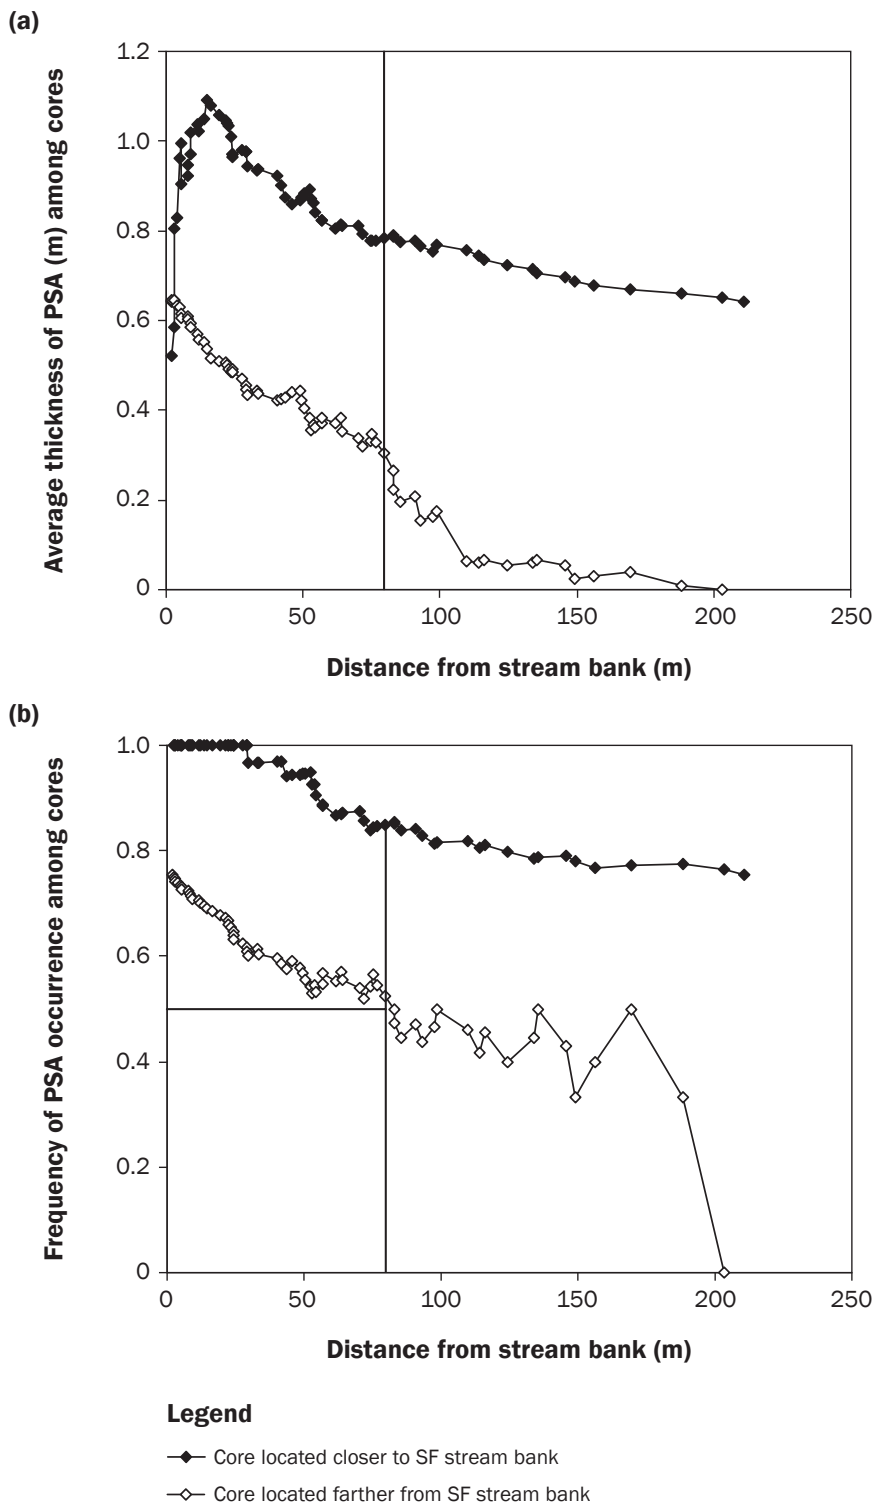 (a)
Average thickness of PSA (m) among cores
1.2
1.0
0.8
0.6
0.4
0.2
0
0 50 100 150 200 250
Distance from stream bank (m)
(b)
Frequency of PSA occurrence among cores
1.0
0.8
0.6
0.4
0.2
0
0 50 100 150 200 250
Distance from stream bank (m)
Legend
Core located closer to SF stream bank
Core located farther from SF stream bank